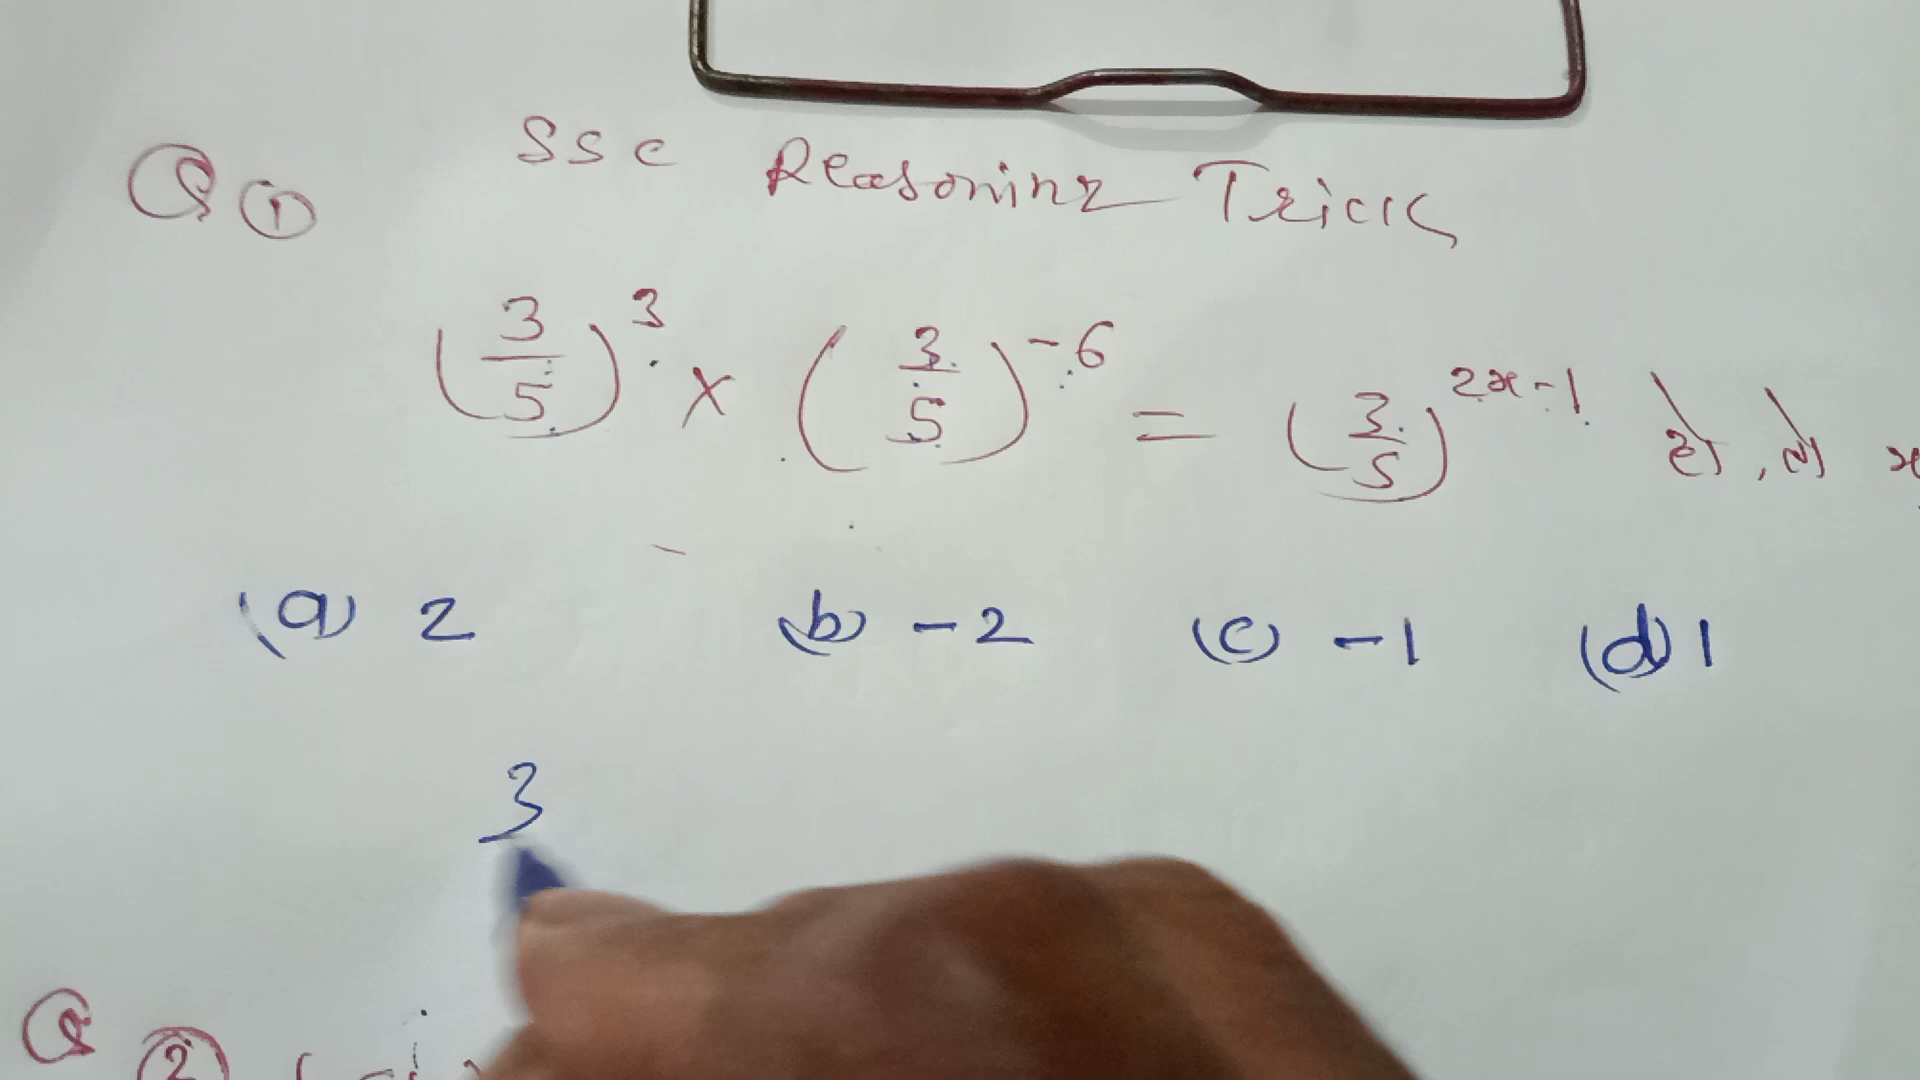 SSC Reasoning Trick
Q ①
(3/5)³ × (3/5)⁻⁶ = (3/5)²ˣ⁻¹ हो, तो x
(a) 2 (b) -2 (c) -1 (d) 1
3
Q ②